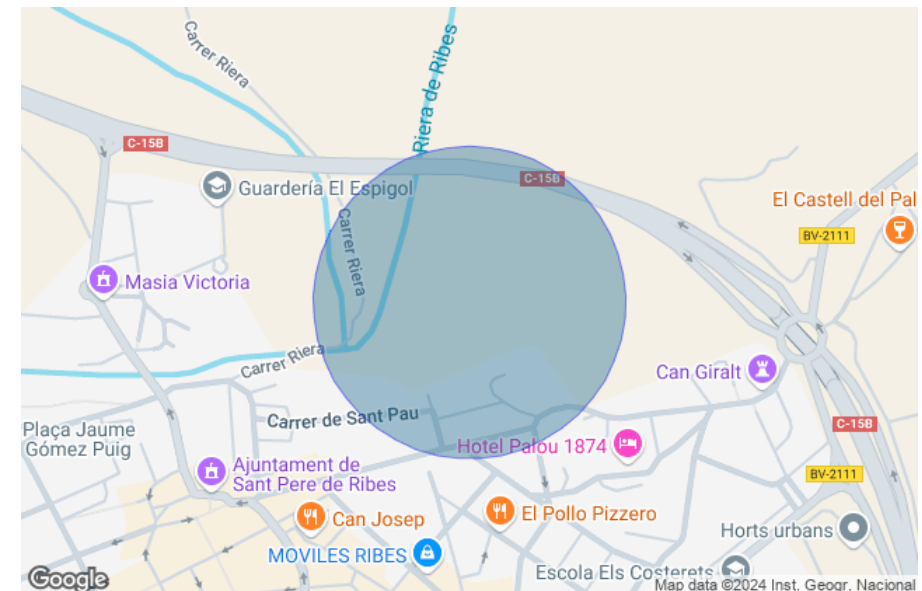 Carrer Riera
Riera de Ribes
C-15B
C-15B
Guardería El Espigol
El Castell del Pal
BV-2111
Carrer Riera
Masia Victoria
Carrer Riera
Can Giralt
Carrer de Sant Pau
C-15B
Plaça Jaume
Gómez Puig
Hotel Palou 1874
Ajuntament de
Sant Pere de Ribes
BV-2111
Can Josep
El Pollo Pizzero
Horts urbans
MOVILES RIBES
Escola Els Costerets
Google
Map data ©2024 Inst. Geogr. Nacional